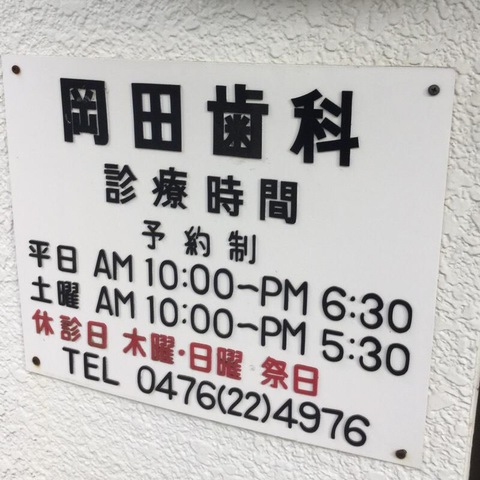 岡田歯科
診療時間
予約制
平日 AM 10:00〜PM 6:30
土曜 AM 10:00〜PM 5:30
休診日 木曜・日曜 祭日
TEL 0476(22)4976